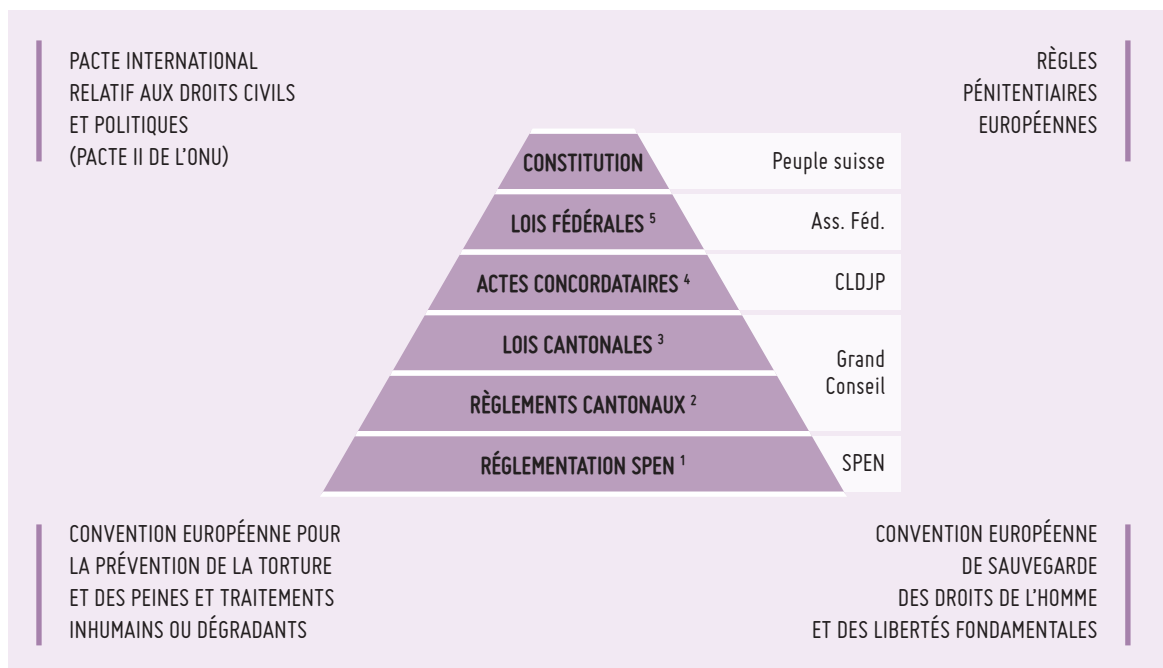 PACTE INTERNATIONAL
RELATIF AUX DROITS CIVILS
ET POLITIQUES
(PACTE II DE L'ONU)
RÈGLES
PÉNITENTIAIRES
EUROPÉENNES
CONSTITUTION
Peuple suisse
LOIS FÉDÉRALES 5
Ass. Féd.
ACTES CONCORDATAIRES 4
CLDJP
LOIS CANTONALES 3
Grand
Conseil
RÈGLEMENTS CANTONAUX 2
RÉGLEMENTATION SPEN 1
SPEN
CONVENTION EUROPÉENNE POUR
LA PRÉVENTION DE LA TORTURE
ET DES PEINES ET TRAITEMENTS
INHUMAINS OU DÉGRADANTS
CONVENTION EUROPÉENNE
DE SAUVEGARDE
DES DROITS DE L'HOMME
ET DES LIBERTÉS FONDAMENTALES